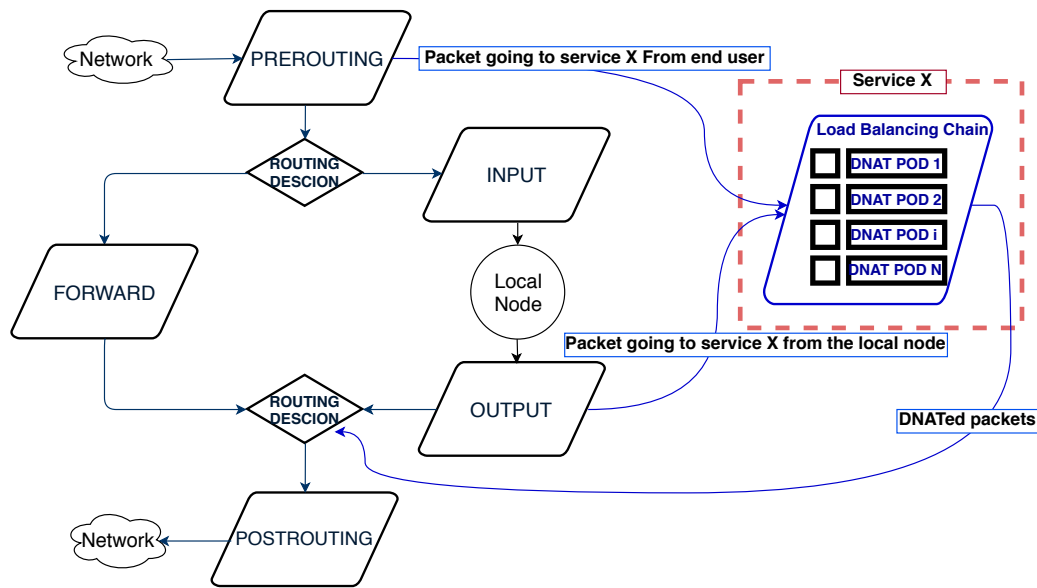 Network
PREROUTING
Packet going to service X From end user
Service X
Load Balancing Chain
DNAT POD 1
DNAT POD 2
DNAT POD i
DNAT POD N
ROUTING
DESCION
INPUT
FORWARD
Local
Node
Packet going to service X from the local node
ROUTING
DESCION
OUTPUT
DNATed packets
Network
POSTROUTING